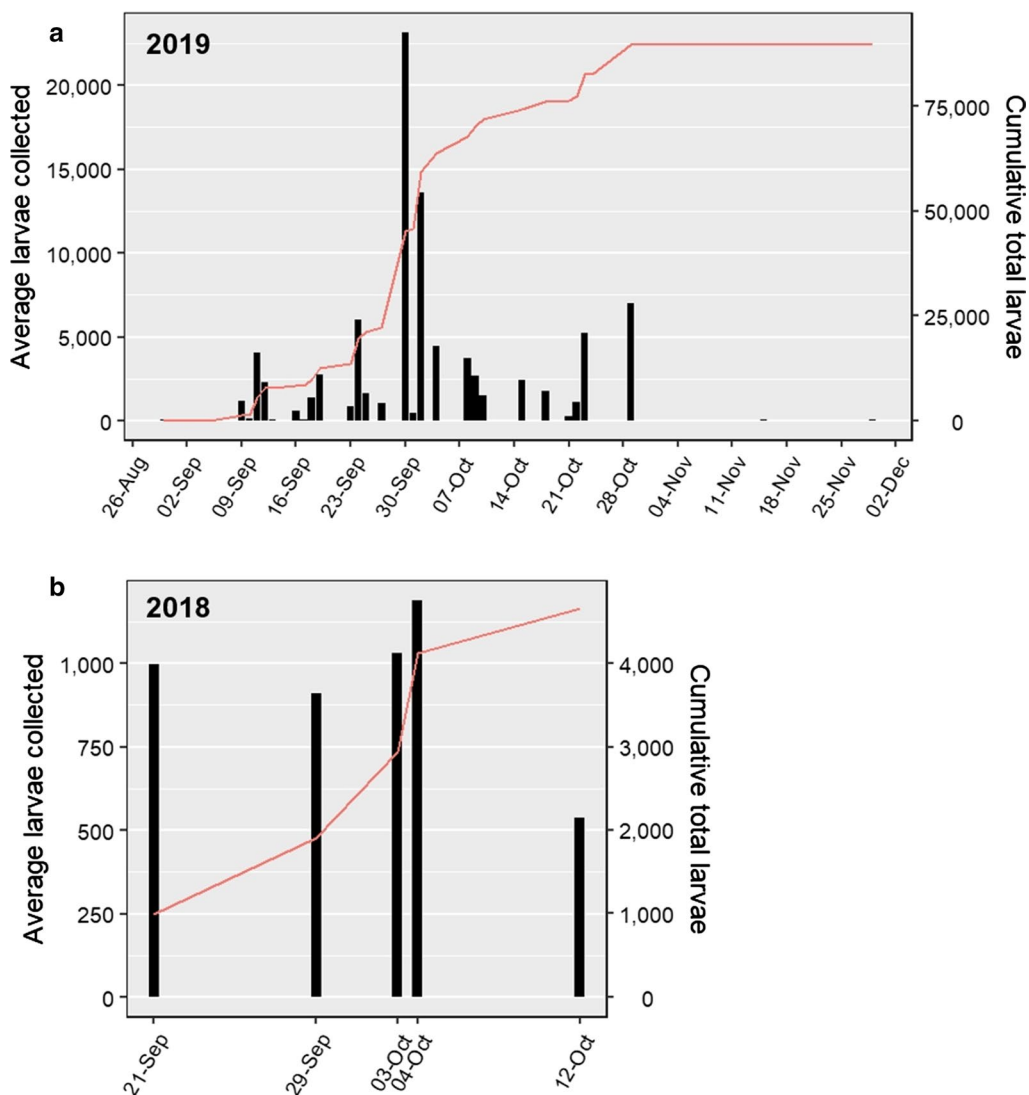 a
2019
Average larvae collected
20,000
15,000
10,000
5,000
0
Cumulative total larvae
75,000
50,000
25,000
0
26-Aug
02-Sep
09-Sep
16-Sep
23-Sep
30-Sep
07-Oct
14-Oct
21-Oct
28-Oct
04-Nov
11-Nov
18-Nov
25-Nov
02-Dec
b
2018
Average larvae collected
1,000
750
500
250
0
Cumulative total larvae
4,000
3,000
2,000
1,000
0
21-Sep
29-Sep
03-Oct
04-Oct
12-Oct